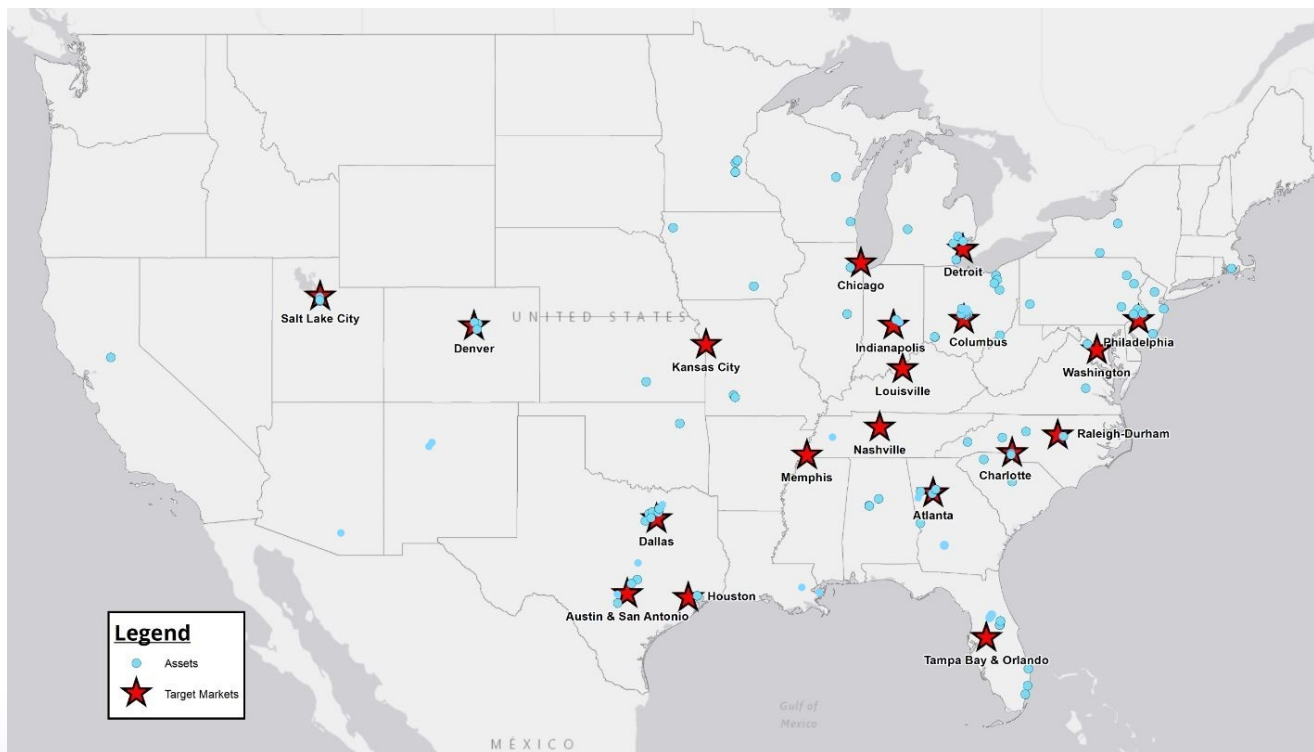 Detroit
Chicago
Salt Lake City
UNITED STATES
Denver
Indianapolis
Columbus
Philadelphia
Kansas City
Washington
Louisville
Nashville
Raleigh-Durham
Memphis
Charlotte
Atlanta
Dallas
Houston
Austin & San Antonio
Tampa Bay & Orlando
Legend
Assets
Target Markets
Gulf of
Mexico
MÉXICO